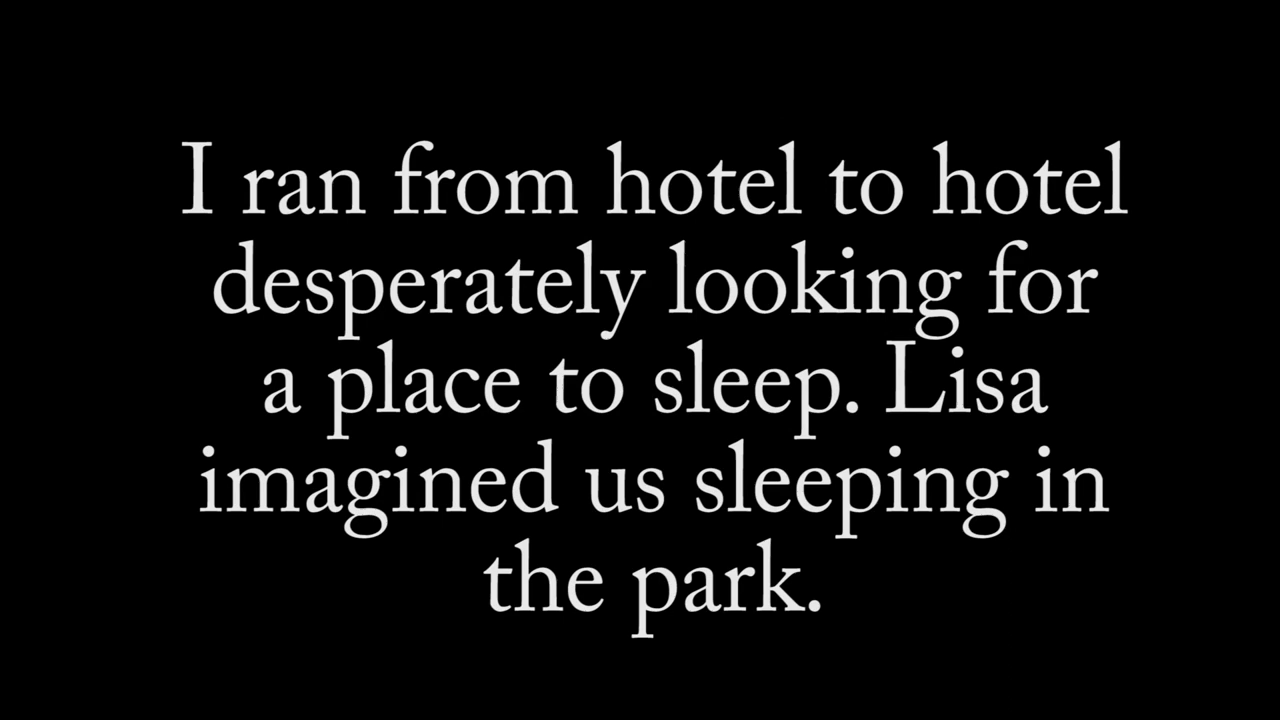 I ran from hotel to hotel
desperately looking for
a place to sleep. Lisa
imagined us sleeping in
the park.